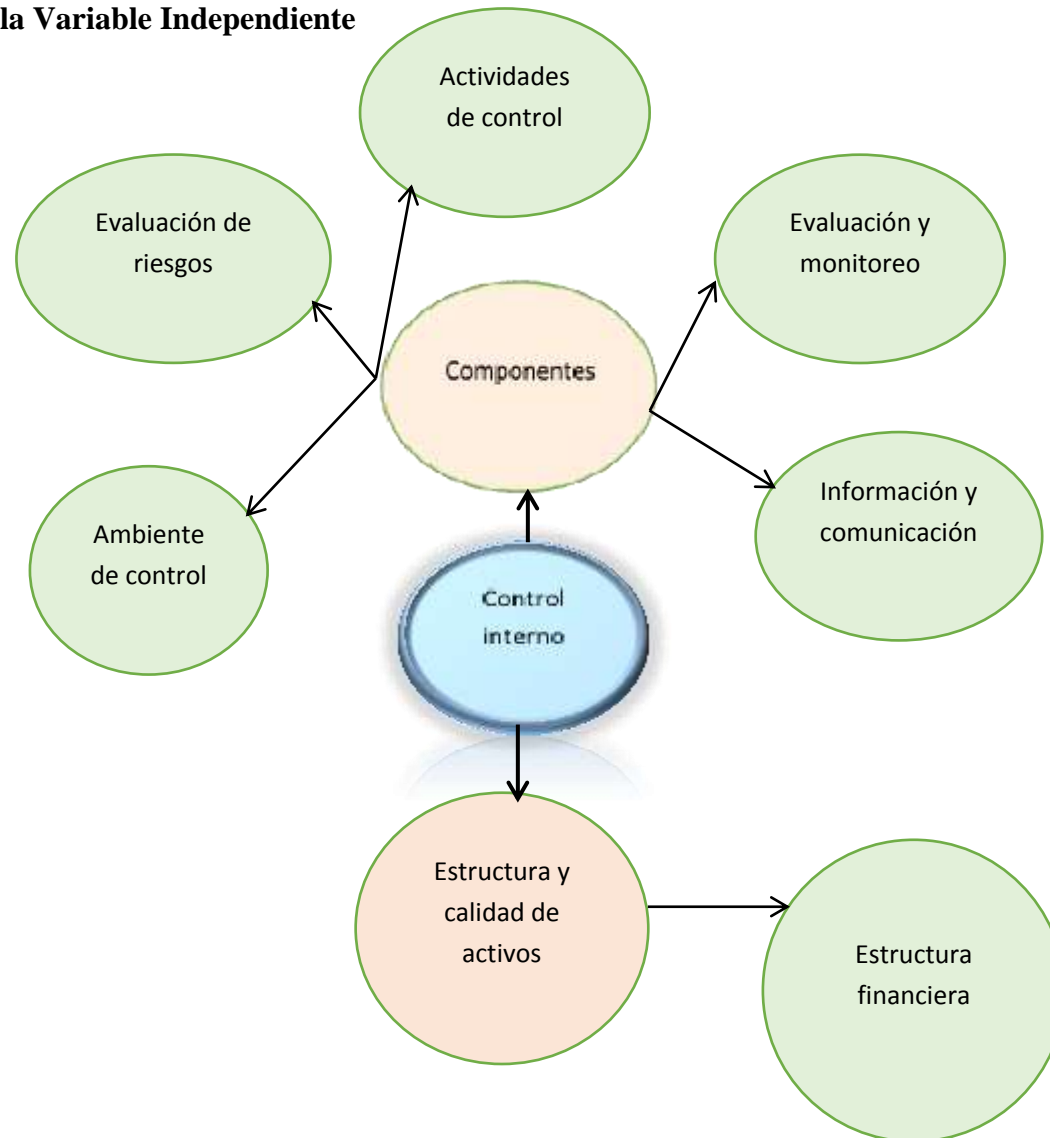 la Variable Independiente
Actividades
de control
Evaluación de
riesgos
Evaluación y
monitoreo
Componentes
Ambiente
de control
Información y
comunicación
Control
interno
Estructura y
calidad de
activos
Estructura
financiera